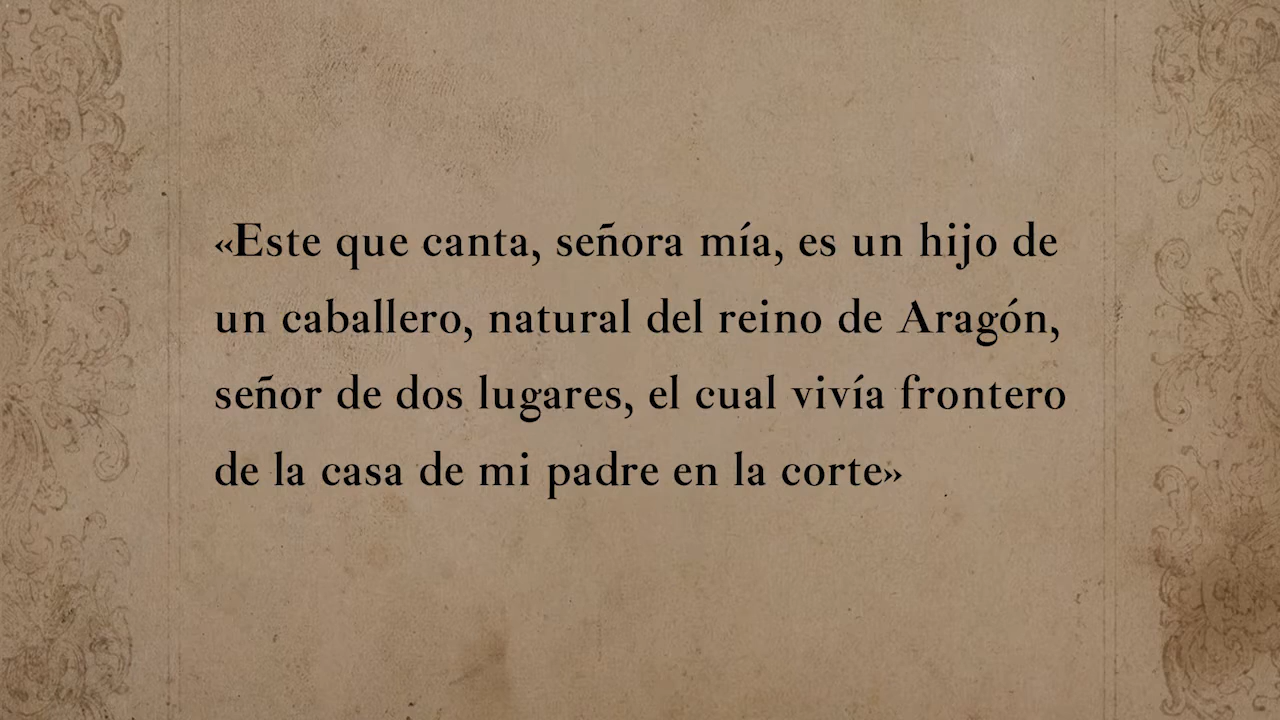 «Este que canta, señora mía, es un hijo de
un caballero, natural del reino de Aragón,
señor de dos lugares, el cual vivía frontero
de la casa de mi padre en la corte»